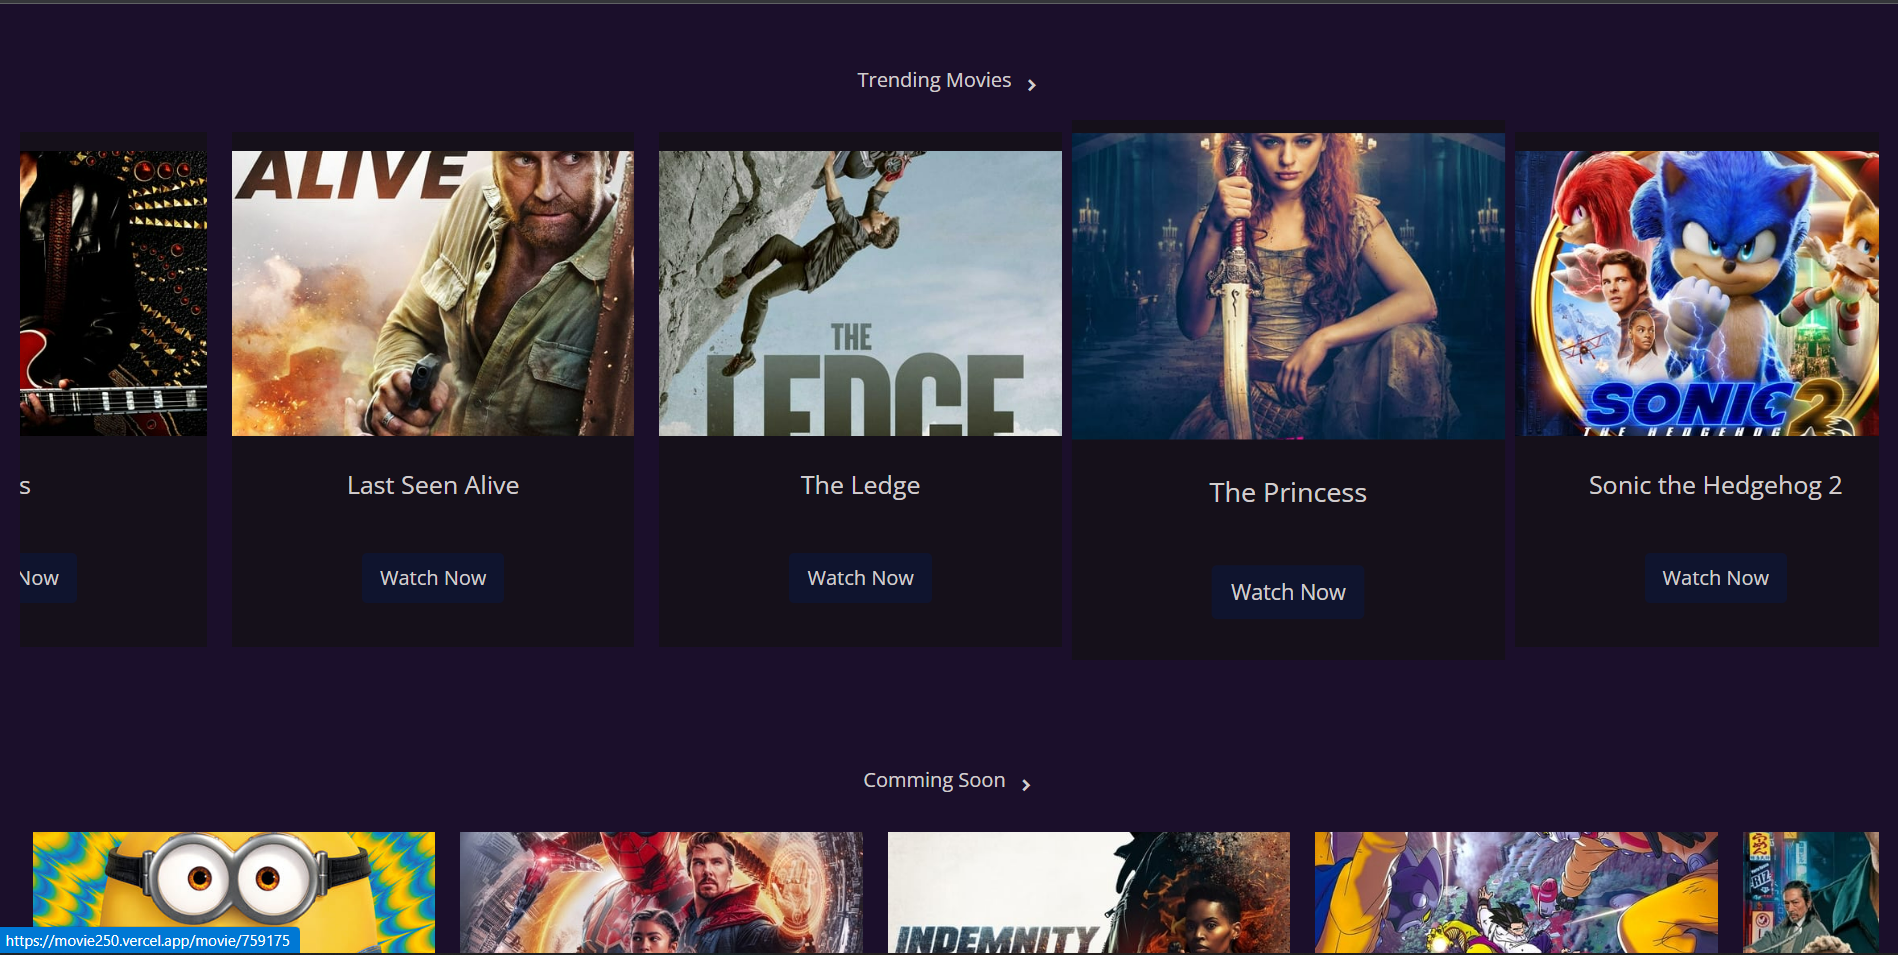 Trending Movies
ALIVE
THE
LEDGE
SONIC 2
THE HEDGEHOG
s
Last Seen Alive
The Ledge
The Princess
Sonic the Hedgehog 2
Now
Watch Now
Watch Now
Watch Now
Watch Now
Comming Soon
INDEMNITY
https://movie250.vercel.app/movie/759175